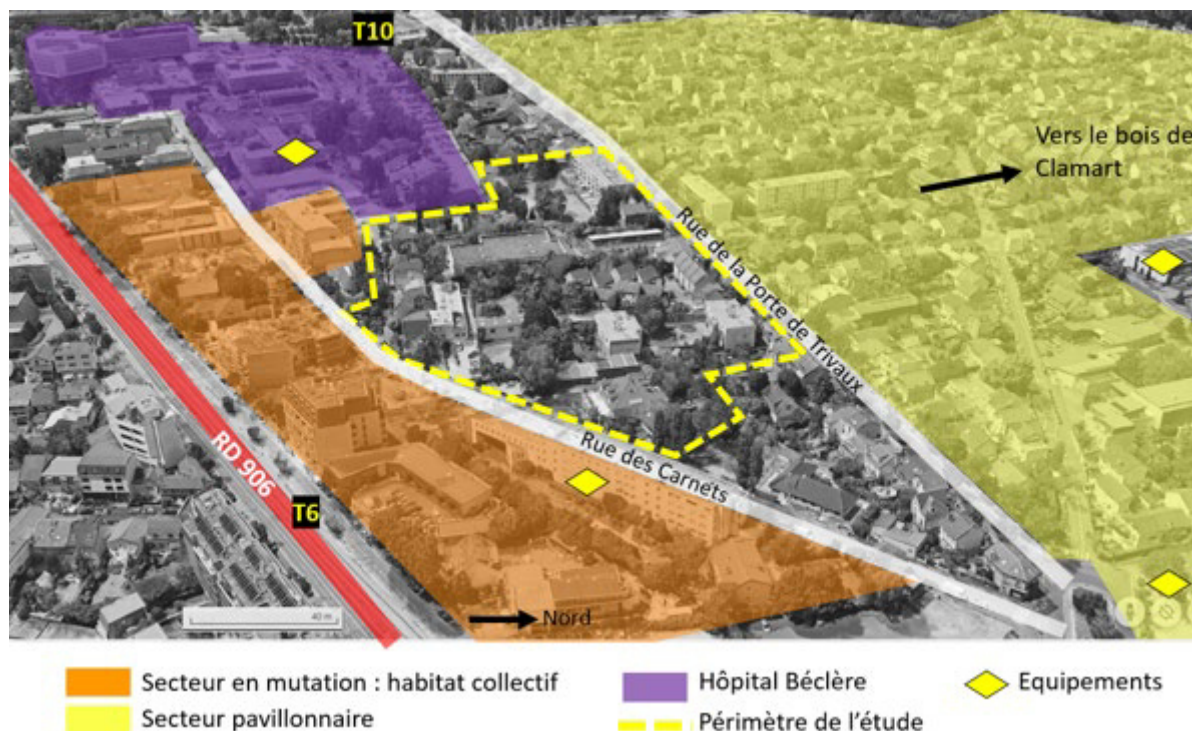 T10
Vers le bois de
Clamart
Rue de la Porte de Trivaux
RD 906
Rue des Carnets
T6
40 m
Nord
Secteur en mutation : habitat collectif
Hôpital Béclère
Equipements
Secteur pavillonnaire
Périmètre de l'étude